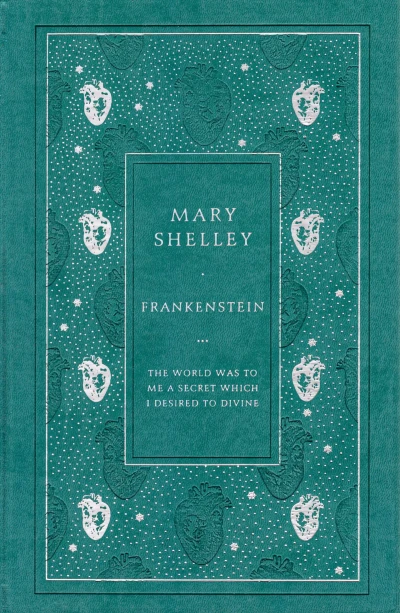 MARY
SHELLEY
·
FRANKENSTEIN
...
THE WORLD WAS TO
ME A SECRET WHICH
I DESIRED TO DIVINE